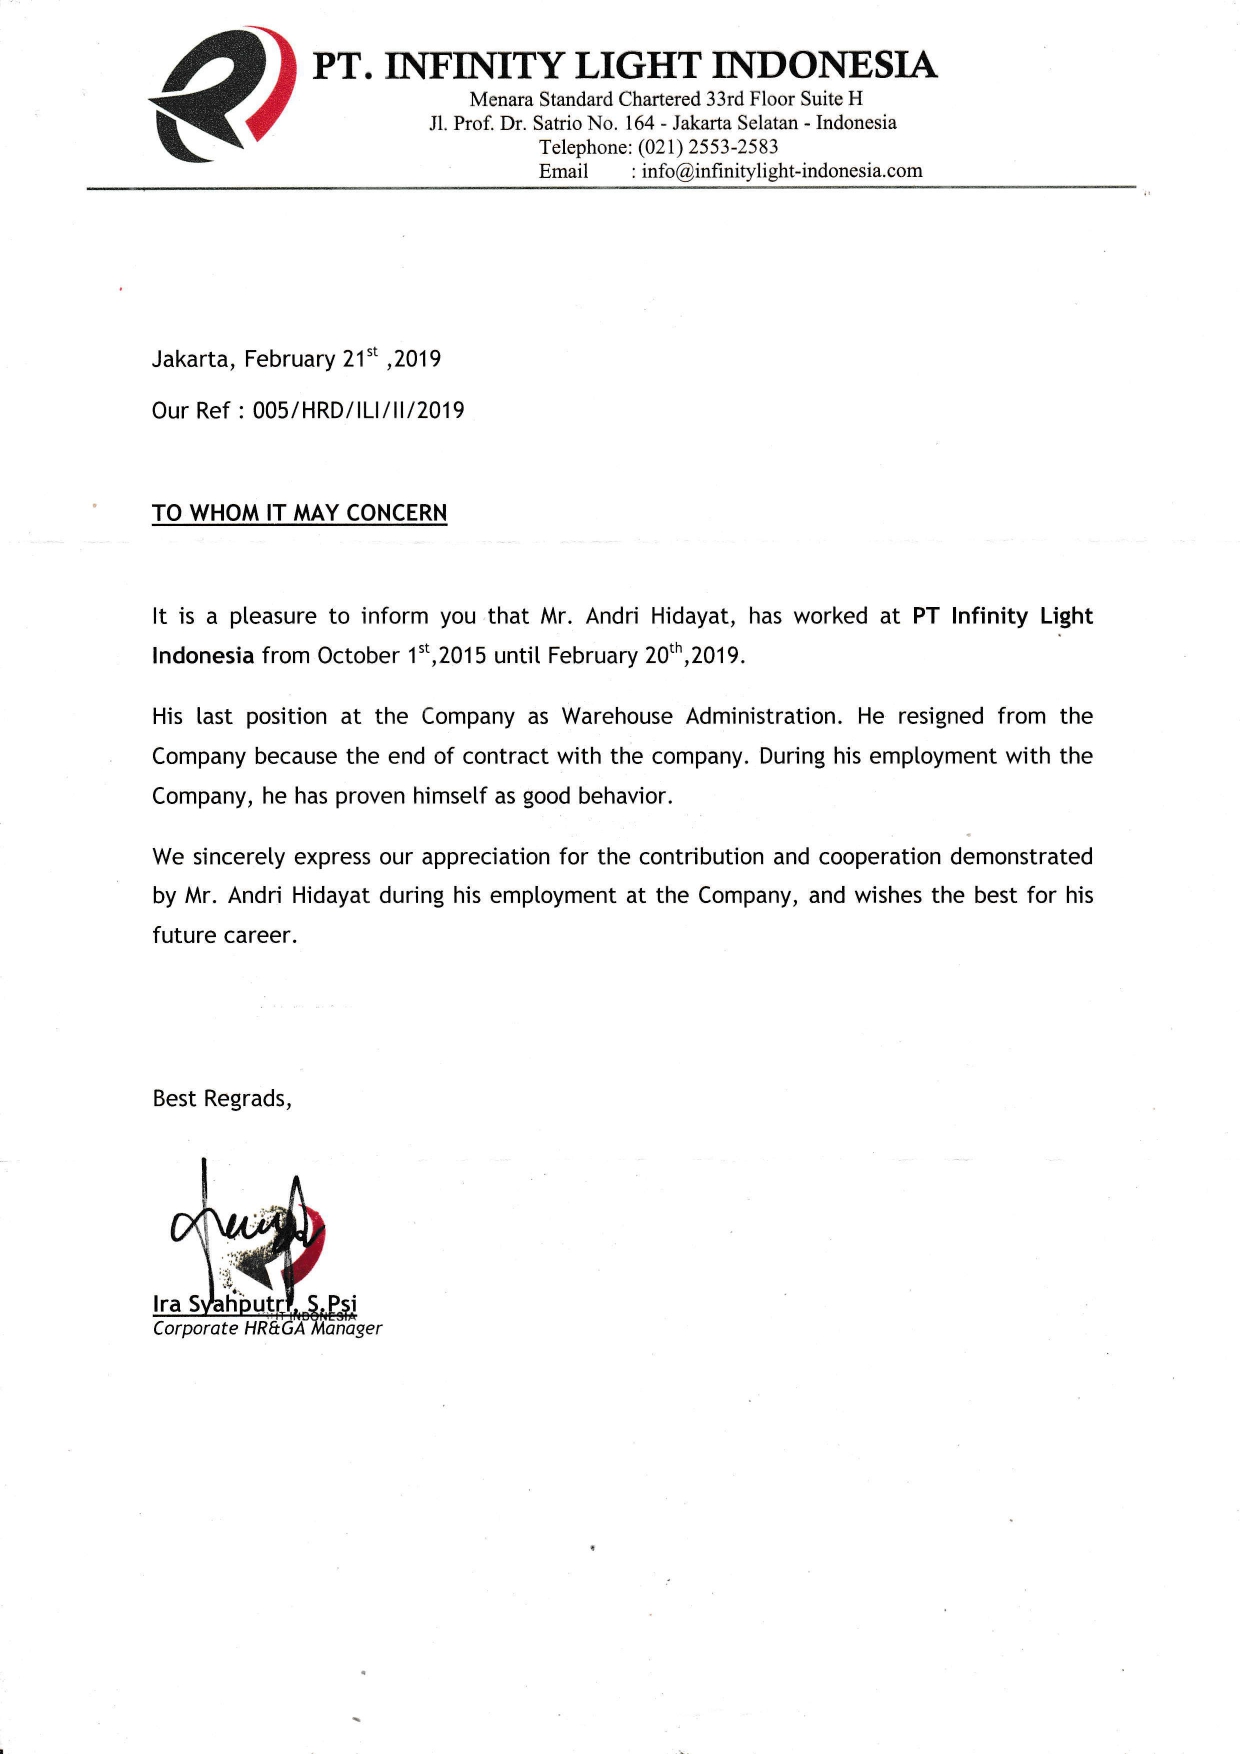 PT. INFINITY LIGHT INDONESIA
Menara Standard Chartered 33rd Floor Suite H
Jl. Prof. Dr. Satrio No. 164 - Jakarta Selatan - Indonesia
Telephone: (021) 2553-2583
Email : info@infinitylight-indonesia.com
Jakarta, February 21st ,2019
Our Ref : 005/HRD/ILI/II/2019
TO WHOM IT MAY CONCERN
It is a pleasure to inform you that Mr. Andri Hidayat, has worked at PT Infinity Light
Indonesia from October 1st,2015 until February 20th,2019.
His last position at the Company as Warehouse Administration. He resigned from the
Company because the end of contract with the company. During his employment with the
Company, he has proven himself as good behavior.
We sincerely express our appreciation for the contribution and cooperation demonstrated
by Mr. Andri Hidayat during his employment at the Company, and wishes the best for his
future career.
Best Regrads,
Ira Syahputri, S.Psi
INDONESIA
Corporate HR&GA Manager